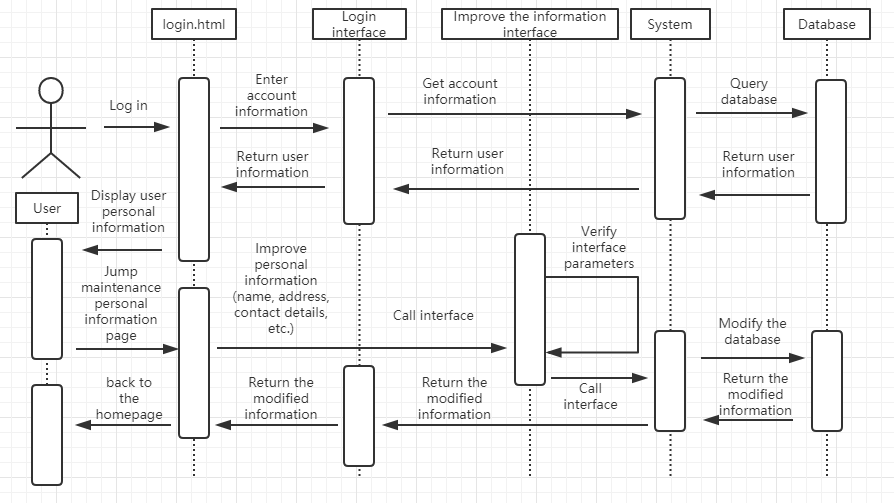 login.html
Login
interface
Improve the information
interface
System
Database
Log in
Enter
account
information
Get account
information
Query
database
Return user
information
Return user
information
Return user
information
User
Display user
personal
information
Jump
maintenance
personal
information
page
Improve
personal
information
(name, address,
contact details,
etc.)
Call interface
Verify
interface
parameters
Modify the
database
Call
interface
Return the
modified
information
Return the
modified
information
Return the
modified
information
back to
the
homepage